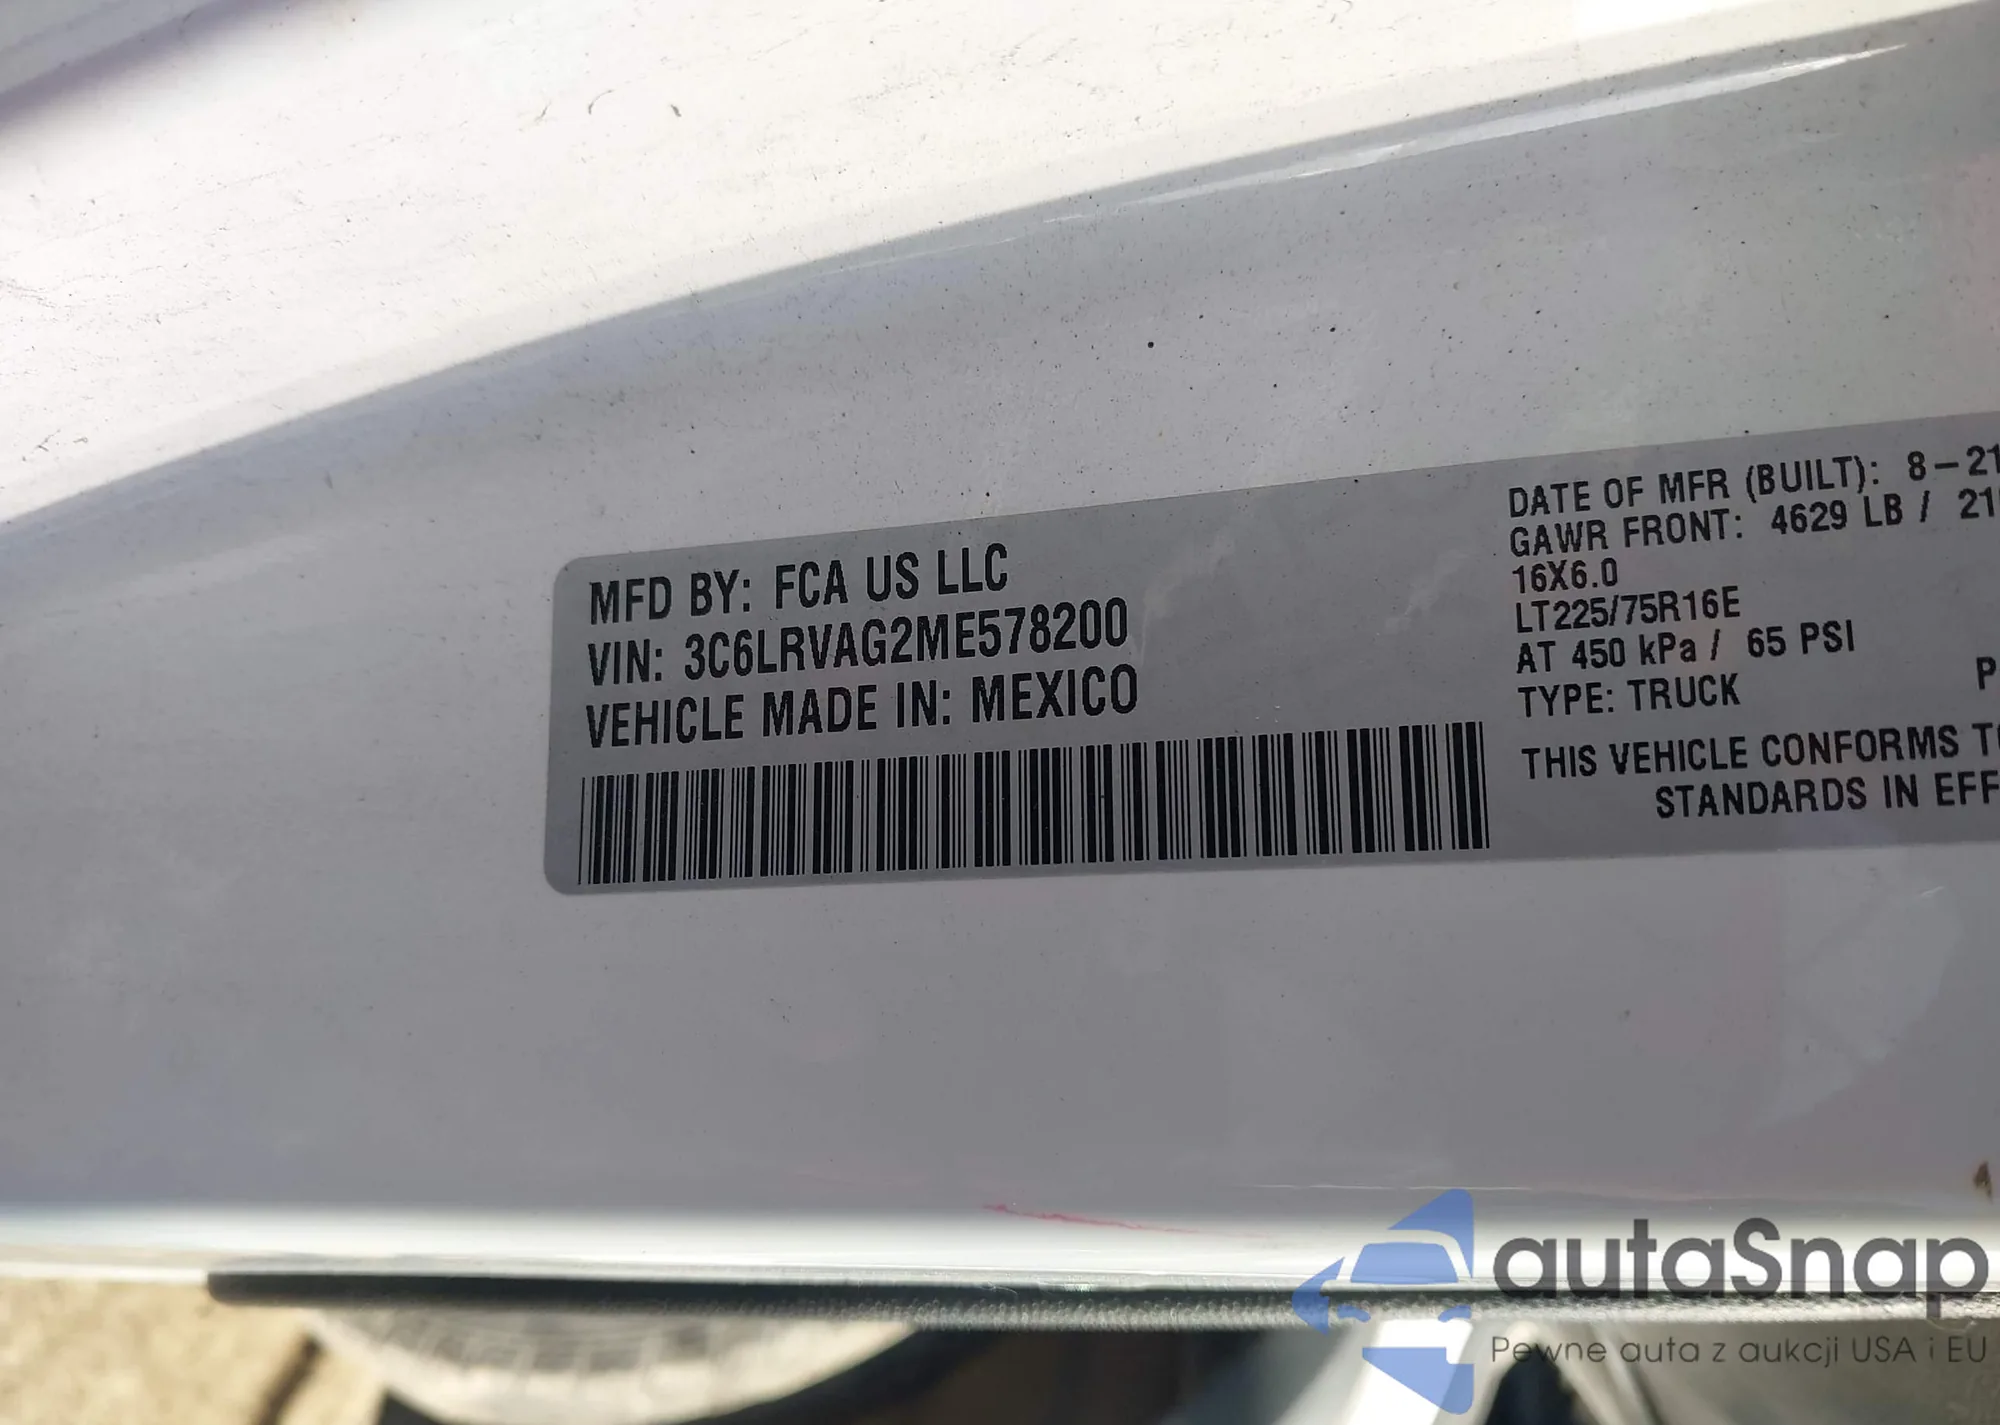 MFD BY: FCA US LLC
VIN: 3C6LRVAG2ME578200
VEHICLE MADE IN: MEXICO
DATE OF MFR (BUILT): 8-21
GAWR FRONT: 4629 LB / 21
16X6.0
LT225/75R16E
AT 450 kPa / 65 PSI
TYPE: TRUCK
P
THIS VEHICLE CONFORMS T
STANDARDS IN EFF
autaSnap
Pewne auta z aukcji USA i EU